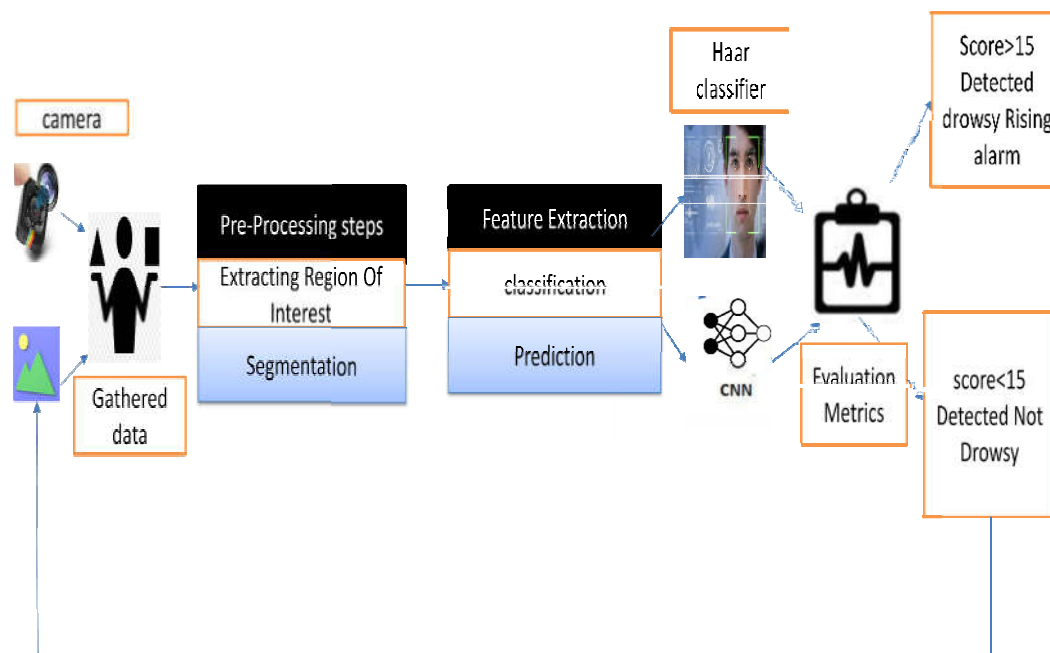 camera
Gathered
data
Pre-Processing steps
Extracting Region Of
Interest
Segmentation
Feature Extraction
classification
Prediction
Haar
classifier
CNN
Evaluation
Metrics
Score>15
Detected
drowsy Rising
alarm
score<15
Detected Not
Drowsy